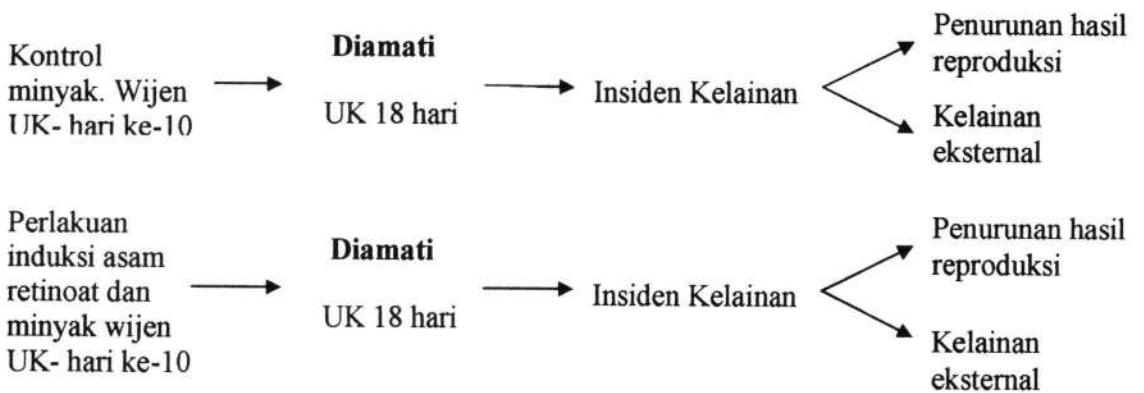 Kontrol
minyak. Wijen
UK- hari ke-10
Diamati
UK 18 hari
Insiden Kelainan
Penurunan hasil
reproduksi
Kelainan
eksternal
Perlakuan
induksi asam
retinoat dan
minyak wijen
UK- hari ke-10
Diamati
UK 18 hari
Insiden Kelainan
Penurunan hasil
reproduksi
Kelainan
eksternal